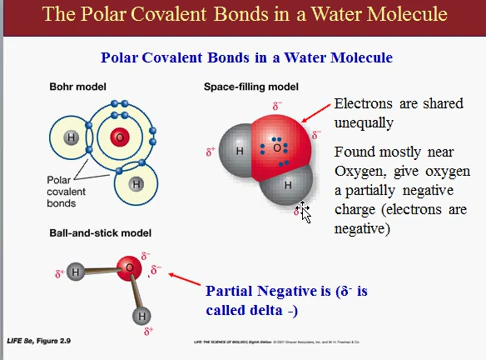 The Polar Covalent Bonds in a Water Molecule
Polar Covalent Bonds in a Water Molecule
Bohr model
H
O
H
Polar
covalent
bonds
Space-filling model
δ-
δ-
δ+
H
O
H
Electrons are shared
unequally
Found mostly near
Oxygen, give oxygen
a partially negative
charge (electrons are
negative)
Ball-and-stick model
δ+
H
O
δ-
δ-
H
δ+
Partial Negative is (δ- is
called delta -)
LIFE 8e, Figure 2.9
LIFE: THE SCIENCE OF BIOLOGY, Eighth Edition © 2007 Sinauer Associates, Inc. and W. H. Freeman & Co.